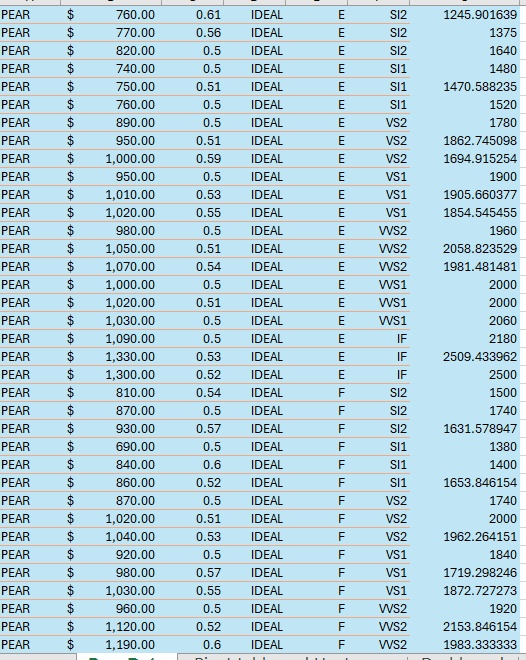 PEAR $ 760.00 0.61 IDEAL E SI2 1245.901639
PEAR $ 770.00 0.56 IDEAL E SI2 1375
PEAR $ 820.00 0.5 IDEAL E SI2 1640
PEAR $ 740.00 0.5 IDEAL E SI1 1480
PEAR $ 750.00 0.51 IDEAL E SI1 1470.588235
PEAR $ 760.00 0.5 IDEAL E SI1 1520
PEAR $ 890.00 0.5 IDEAL E VS2 1780
PEAR $ 950.00 0.51 IDEAL E VS2 1862.745098
PEAR $ 1,000.00 0.59 IDEAL E VS2 1694.915254
PEAR $ 950.00 0.5 IDEAL E VS1 1900
PEAR $ 1,010.00 0.53 IDEAL E VS1 1905.660377
PEAR $ 1,020.00 0.55 IDEAL E VS1 1854.545455
PEAR $ 980.00 0.5 IDEAL E VVS2 1960
PEAR $ 1,050.00 0.51 IDEAL E VVS2 2058.823529
PEAR $ 1,070.00 0.54 IDEAL E VVS2 1981.481481
PEAR $ 1,000.00 0.5 IDEAL E VVS1 2000
PEAR $ 1,020.00 0.51 IDEAL E VVS1 2000
PEAR $ 1,030.00 0.5 IDEAL E VVS1 2060
PEAR $ 1,090.00 0.5 IDEAL E IF 2180
PEAR $ 1,330.00 0.53 IDEAL E IF 2509.433962
PEAR $ 1,300.00 0.52 IDEAL E IF 2500
PEAR $ 810.00 0.54 IDEAL F SI2 1500
PEAR $ 870.00 0.5 IDEAL F SI2 1740
PEAR $ 930.00 0.57 IDEAL F SI2 1631.578947
PEAR $ 690.00 0.5 IDEAL F SI1 1380
PEAR $ 840.00 0.6 IDEAL F SI1 1400
PEAR $ 860.00 0.52 IDEAL F SI1 1653.846154
PEAR $ 870.00 0.5 IDEAL F VS2 1740
PEAR $ 1,020.00 0.51 IDEAL F VS2 2000
PEAR $ 1,040.00 0.53 IDEAL F VS2 1962.264151
PEAR $ 920.00 0.5 IDEAL F VS1 1840
PEAR $ 980.00 0.57 IDEAL F VS1 1719.298246
PEAR $ 1,030.00 0.55 IDEAL F VS1 1872.727273
PEAR $ 960.00 0.5 IDEAL F VVS2 1920
PEAR $ 1,120.00 0.52 IDEAL F VVS2 2153.846154
PEAR $ 1,190.00 0.6 IDEAL F VVS2 1983.333333